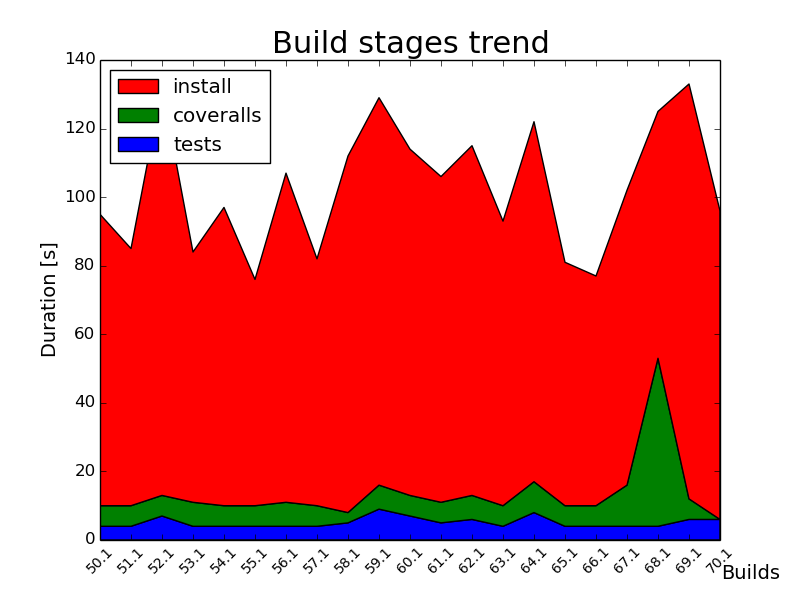 Build stages trend
install
coveralls
tests
140
120
100
80
60
40
20
0
Duration [s]
50.1 51.1 52.1 53.1 54.1 55.1 56.1 57.1 58.1 59.1 60.1 61.1 62.1 63.1 64.1 65.1 66.1 67.1 68.1 69.1 70.1
Builds